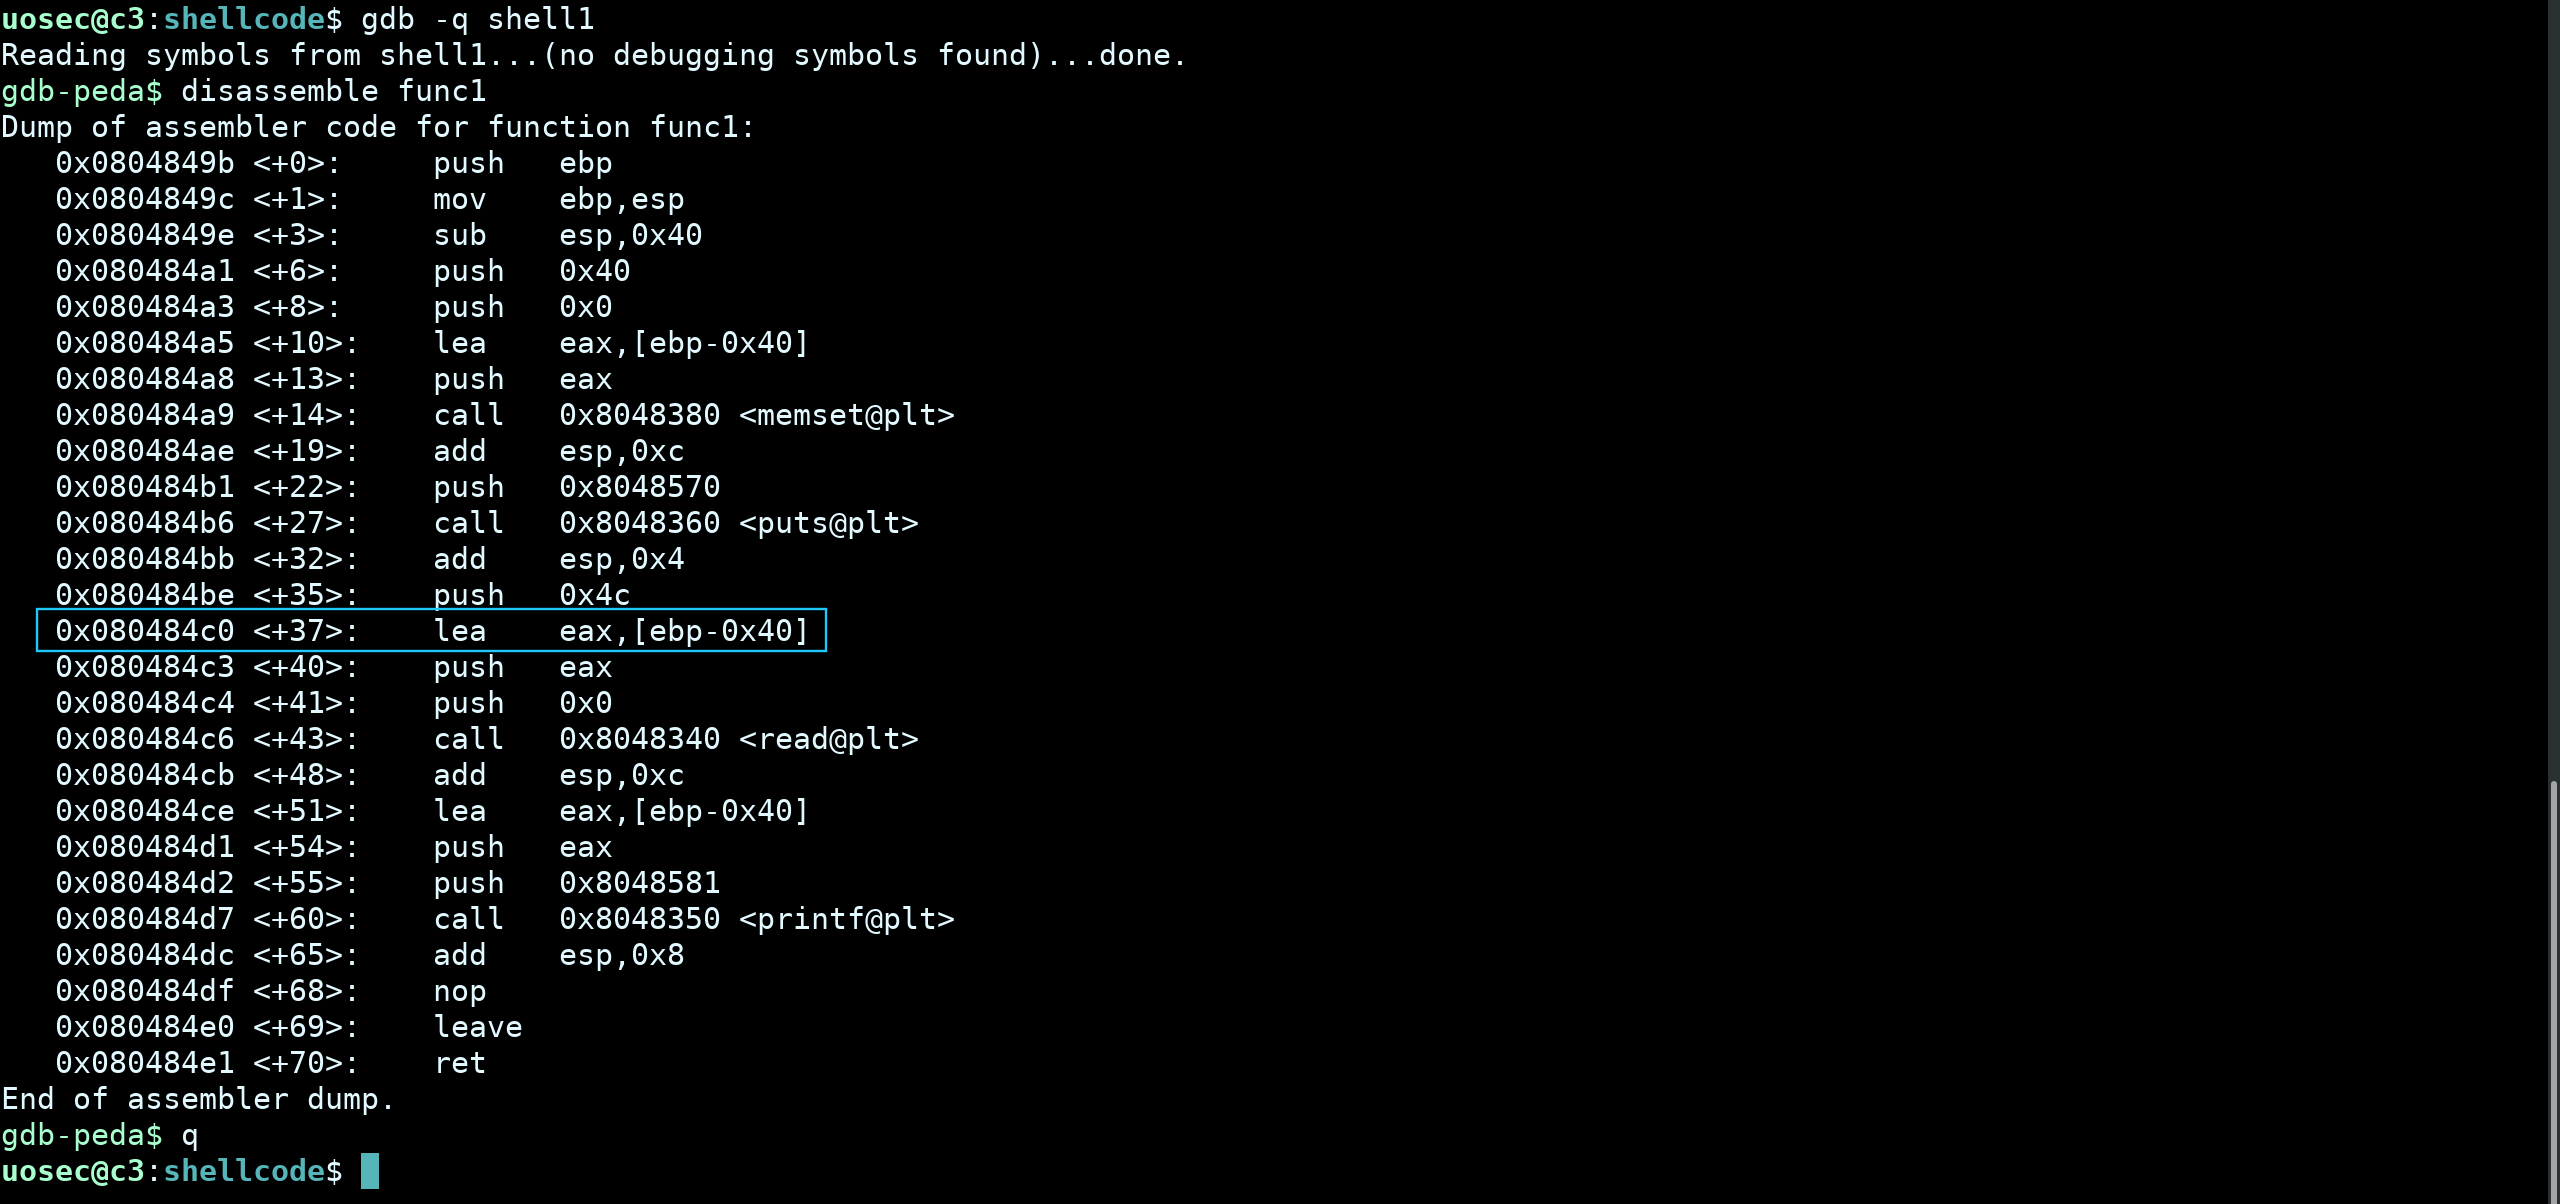 uosec@c3:shellcode$ gdb -q shell1
Reading symbols from shell1...(no debugging symbols found)...done.
gdb-peda$ disassemble func1
Dump of assembler code for function func1:
   0x0804849b <+0>:     push   ebp
   0x0804849c <+1>:     mov    ebp,esp
   0x0804849e <+3>:     sub    esp,0x40
   0x080484a1 <+6>:     push   0x40
   0x080484a3 <+8>:     push   0x0
   0x080484a5 <+10>:    lea    eax,[ebp-0x40]
   0x080484a8 <+13>:    push   eax
   0x080484a9 <+14>:    call   0x8048380 <memset@plt>
   0x080484ae <+19>:    add    esp,0xc
   0x080484b1 <+22>:    push   0x8048570
   0x080484b6 <+27>:    call   0x8048360 <puts@plt>
   0x080484bb <+32>:    add    esp,0x4
   0x080484be <+35>:    push   0x4c
   0x080484c0 <+37>:    lea    eax,[ebp-0x40]
   0x080484c3 <+40>:    push   eax
   0x080484c4 <+41>:    push   0x0
   0x080484c6 <+43>:    call   0x8048340 <read@plt>
   0x080484cb <+48>:    add    esp,0xc
   0x080484ce <+51>:    lea    eax,[ebp-0x40]
   0x080484d1 <+54>:    push   eax
   0x080484d2 <+55>:    push   0x8048581
   0x080484d7 <+60>:    call   0x8048350 <printf@plt>
   0x080484dc <+65>:    add    esp,0x8
   0x080484df <+68>:    nop
   0x080484e0 <+69>:    leave
   0x080484e1 <+70>:    ret
End of assembler dump.
gdb-peda$ q
uosec@c3:shellcode$